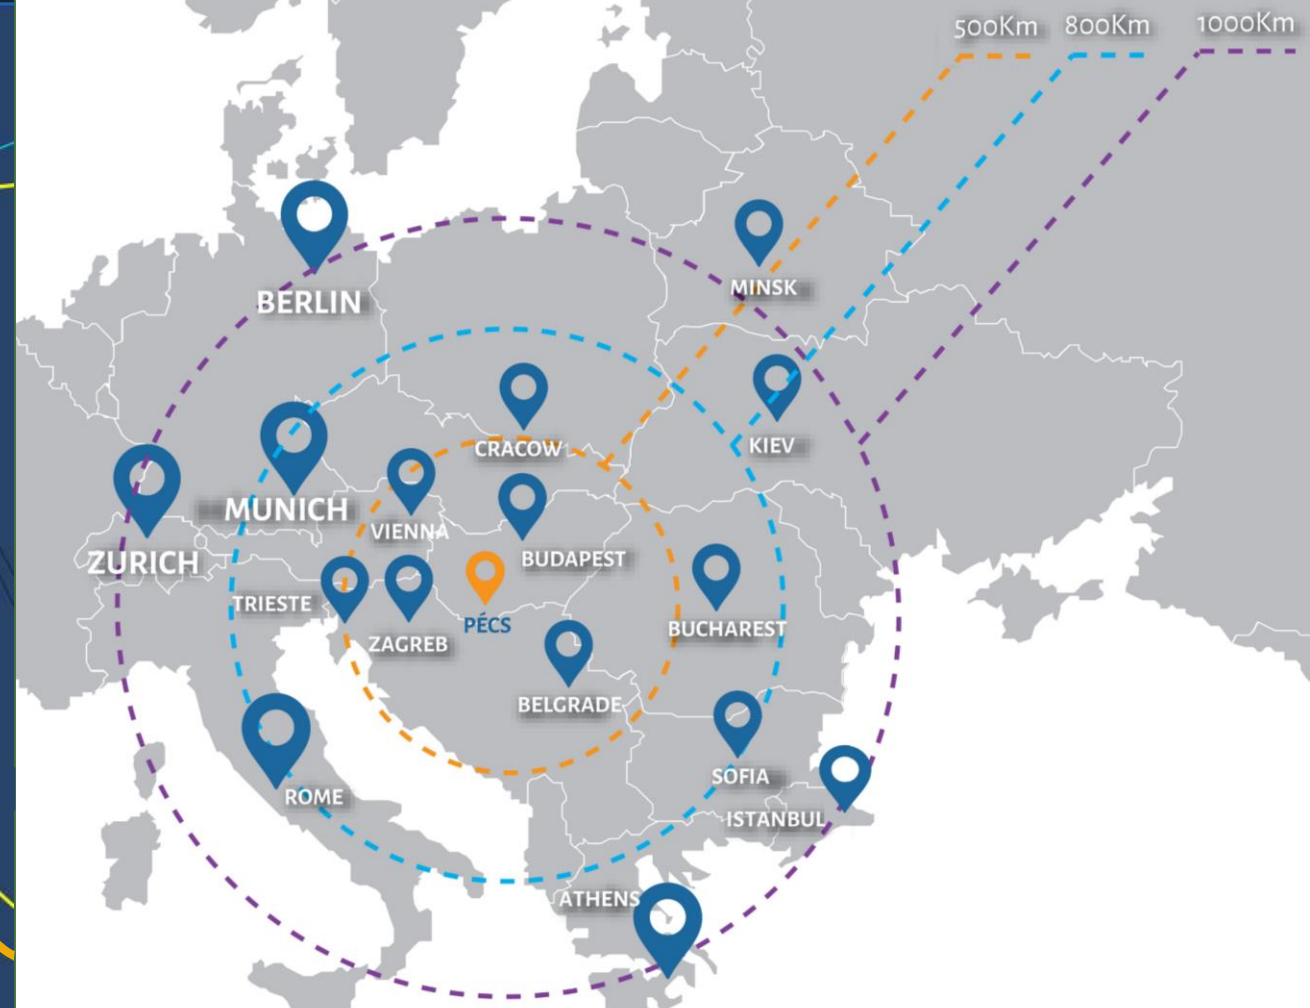 500Km 800Km 1000Km
BERLIN
MINSK
CRACOW
KIEV
MUNICH
VIENNA
ZURICH
BUDAPEST
TRIESTE
ZAGREB
PÉCS
BUCHAREST
BELGRADE
SOFIA
ROME
ISTANBUL
ATHENS